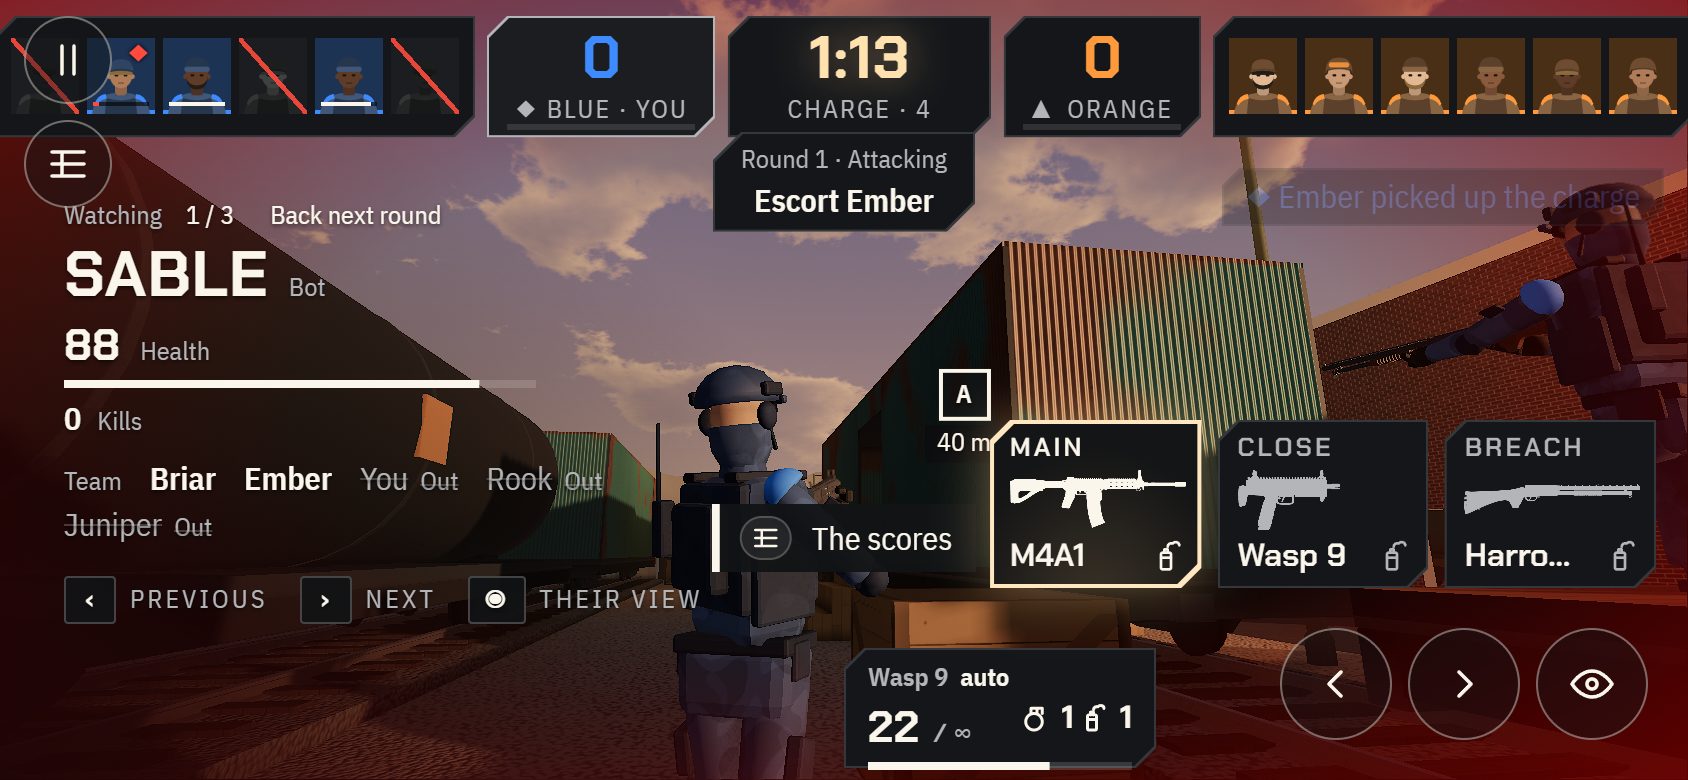 0
BLUE · YOU
1:13
CHARGE · 4
0
ORANGE
Round 1 · Attacking
Escort Ember
Ember picked up the charge
Watching 1 / 3 Back next round
SABLE Bot
88 Health
0 Kills
Team Briar Ember You Out Rook Out
Juniper Out
‹ PREVIOUS › NEXT THEIR VIEW
A
40 m
The scores
MAIN
M4A1
CLOSE
Wasp 9
BREACH
Harro...
Wasp 9 auto
22 / ∞ 1 1